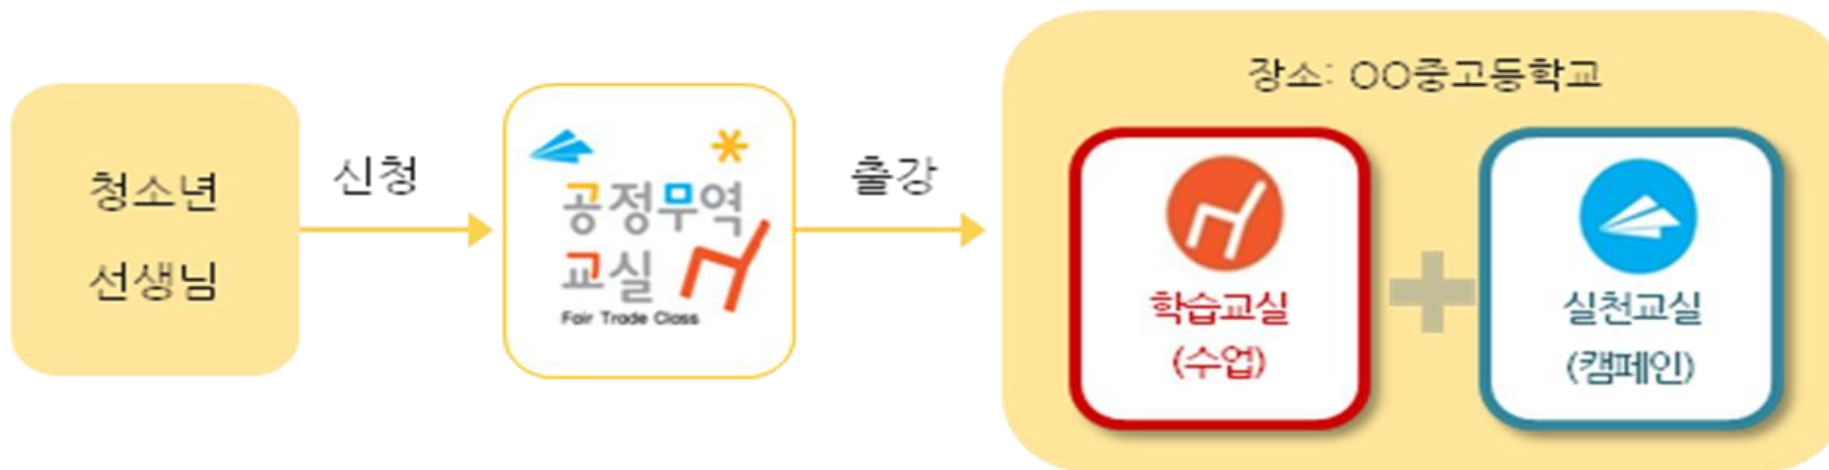 청소년
선생님
신청
공정무역
교실
Fair Trade Class
출강
장소: OO중고등학교
학습교실
(수업)
실천교실
(캠페인)